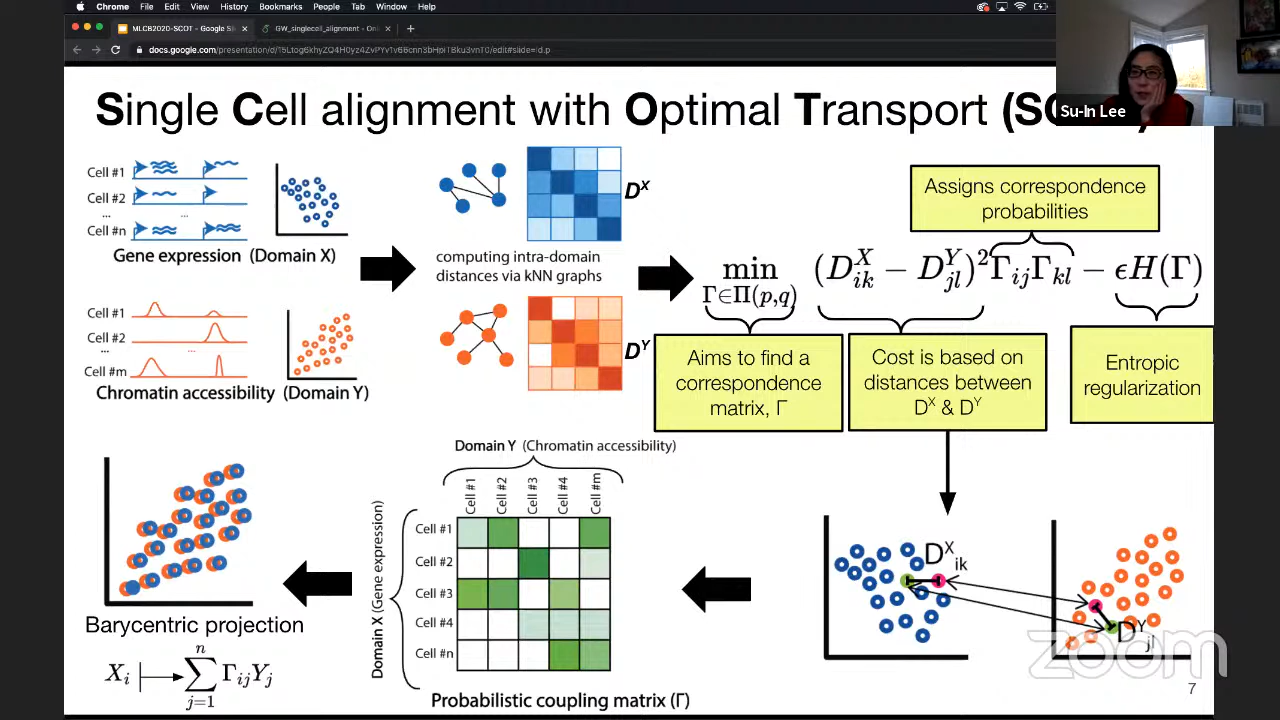 Chrome File Edit View History Bookmarks People Tab Window Help
MLCB2020-SCOT - Google Sli
GW_singlecell_alignment - Onli
Su-In Lee
Single Cell alignment with Optimal Transport (S
Cell #1
Cell #2
...
...
Cell #n
Gene expression (Domain X)
Cell #1
Cell #2
...
...
Cell #m
Chromatin accessibility (Domain Y)
D^X
computing intra-domain
distances via kNN graphs
D^Y
Assigns correspondence
probabilities
min Γ∈Π(p,q) (D^X_ik − D^Y_jl)^2 Γ_ij Γ_kl − ϵH(Γ)
Aims to find a
correspondence
matrix, Γ
Cost is based on
distances between
D^X & D^Y
Entropic
regularization
D^X_ik
D^Y_jl
Domain Y (Chromatin accessibility)
Cell #1 Cell #2 Cell #3 Cell #4 Cell #m
Domain X (Gene expression)
Cell #1
Cell #2
Cell #3
Cell #4
Cell #n
Probabilistic coupling matrix (Γ)
Barycentric projection
X_i ↦ ∑_{j=1}^{n} Γ_ij Y_j
zoom
7